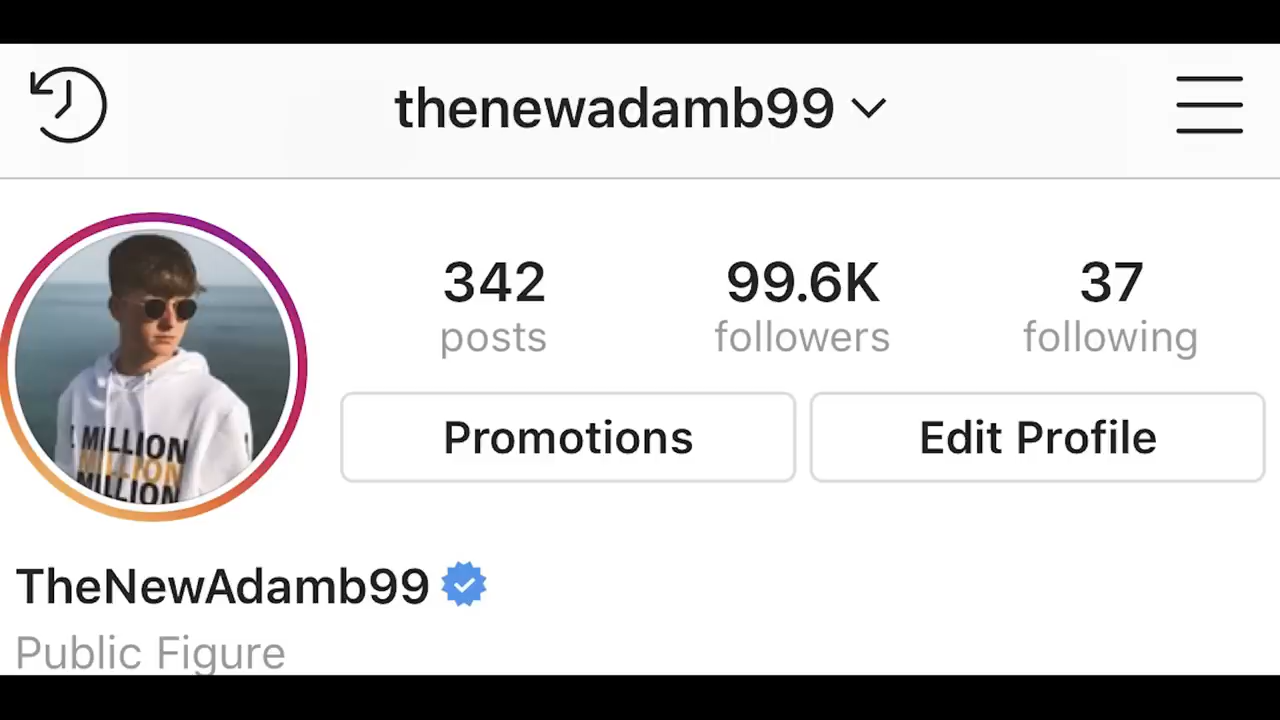 thenewadamb99
342 99.6K 37
posts followers following
Promotions Edit Profile
MILLION
MILLION
MILLION
TheNewAdamb99
Public Figure